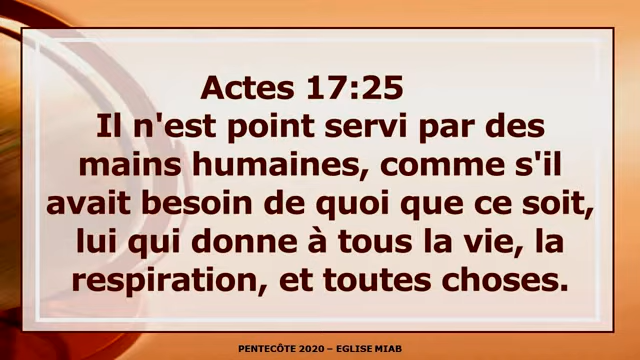 Actes 17:25
Il n'est point servi par des
mains humaines, comme s'il
avait besoin de quoi que ce soit,
lui qui donne à tous la vie, la
respiration, et toutes choses.
PENTECÔTE 2020 – EGLISE MIAB